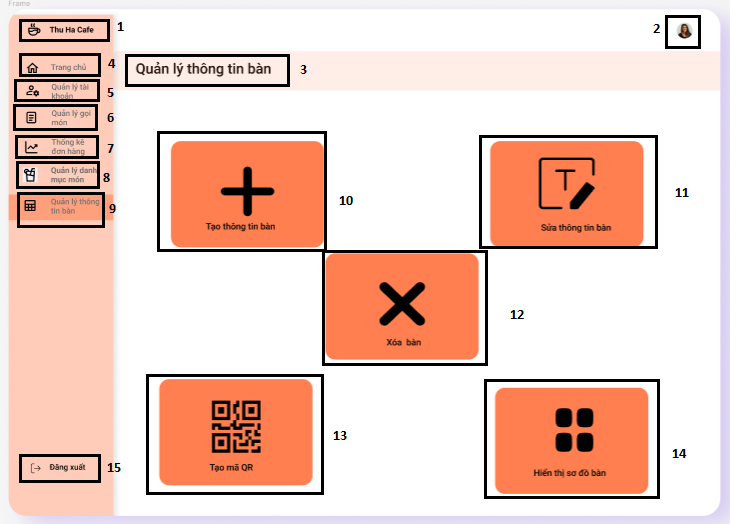 Frame
Thu Ha Cafe
1
2
Trang chủ
4
Quản lý thông tin bàn
3
Quản lý tài
khoản
5
Quản lý gọi
món
6
Thống kê
đơn hàng
7
Quản lý danh
mục món
8
Quản lý thông
tin bàn
9
Tạo thông tin bàn
10
T
Sửa thông tin bàn
11
Xóa bàn
12
Tạo mã QR
13
Hiển thị sơ đồ bàn
14
Đăng xuất
15